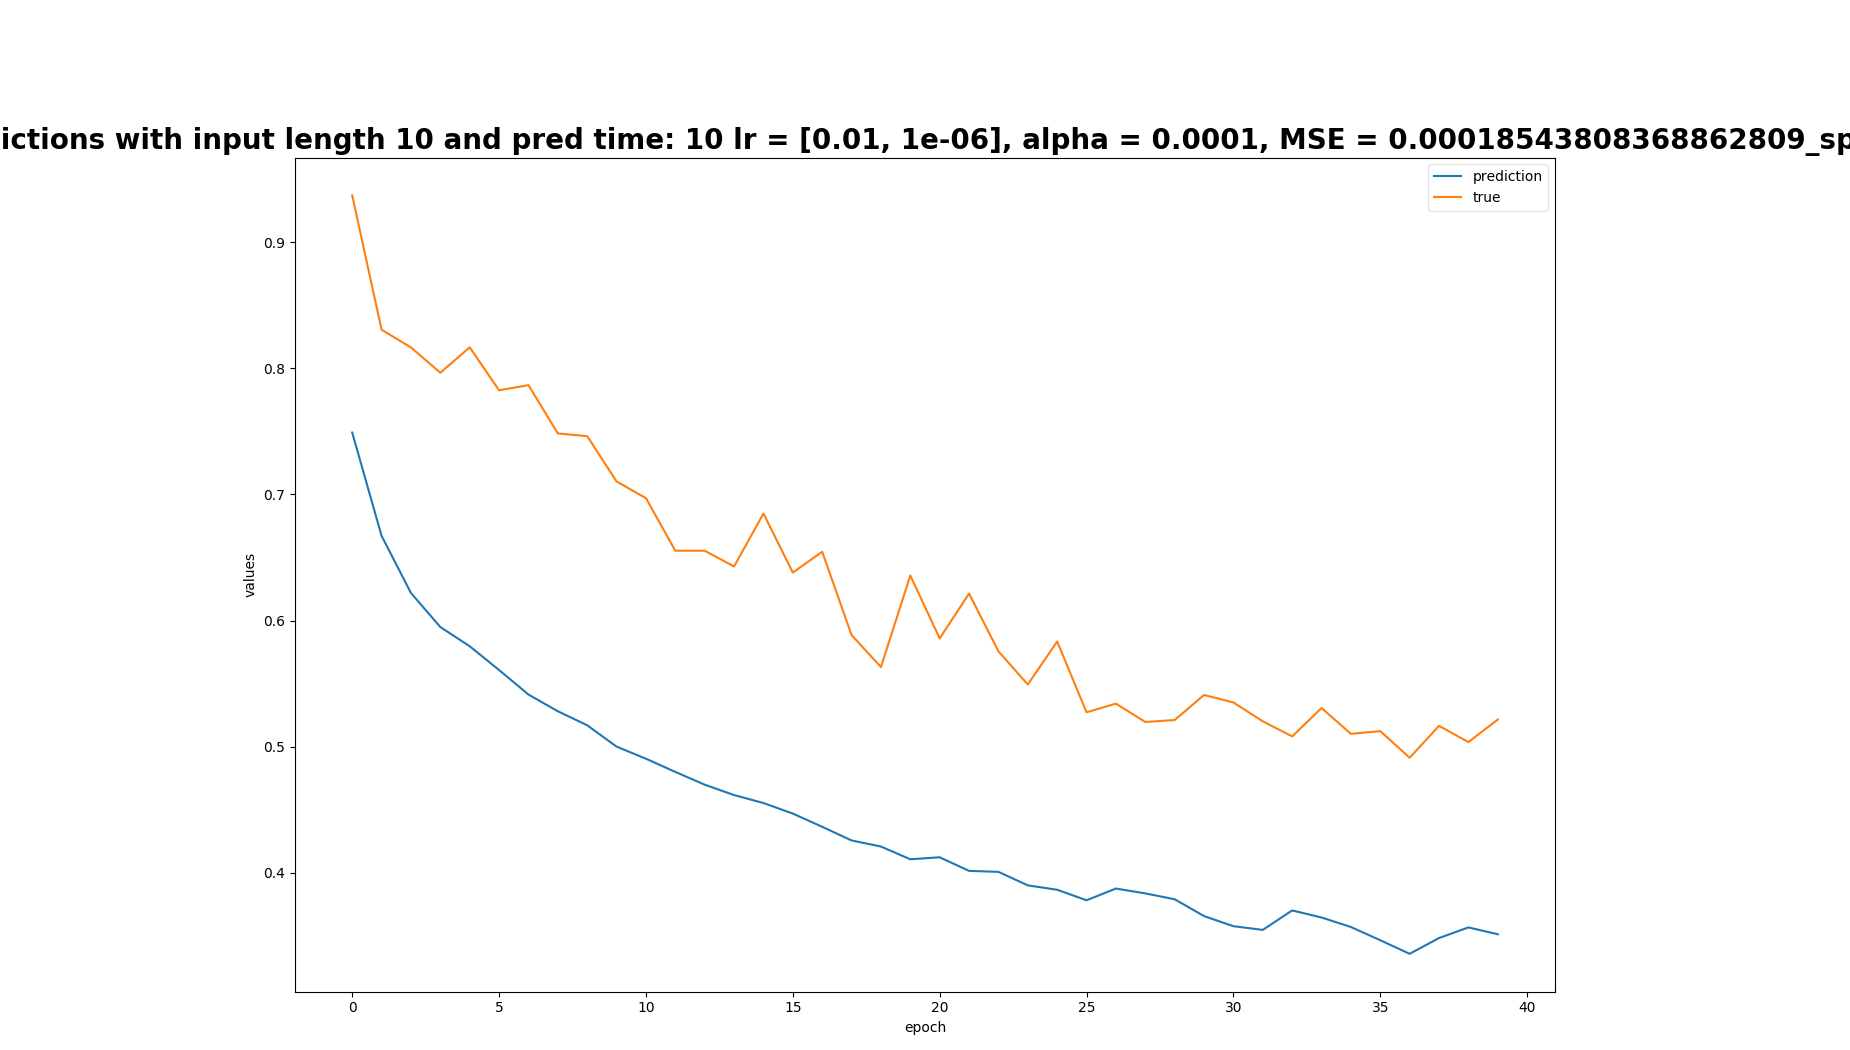 ictions with input length 10 and pred time: 10 lr = [0.01, 1e-06], alpha = 0.0001, MSE = 0.00018543808368862809_sp
prediction
true
0.9
0.8
0.7
0.6
0.5
0.4
values
0 5 10 15 20 25 30 35 40
epoch